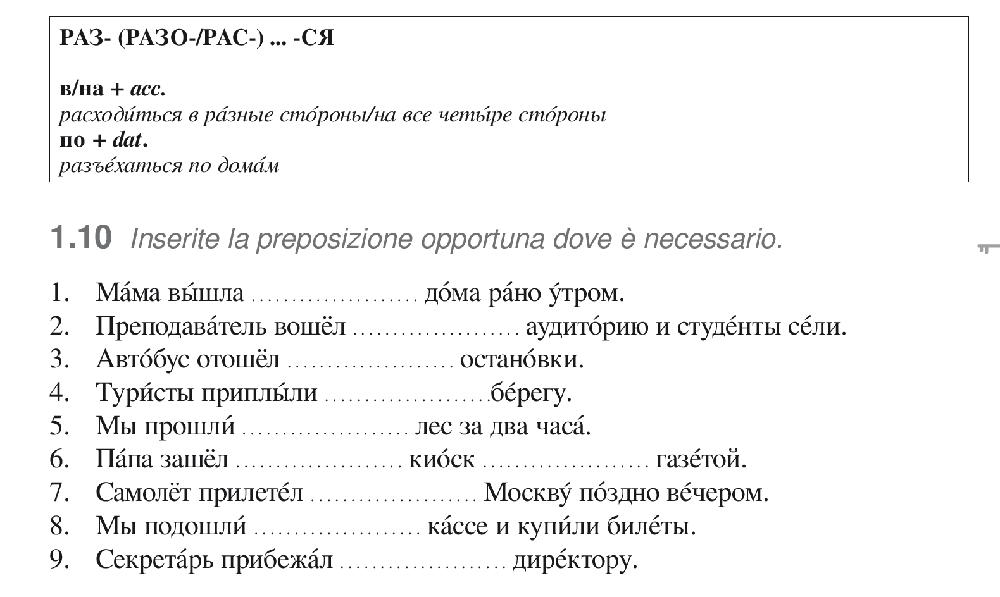 РАЗ- (РАЗО-/РАС-) ... -СЯ
в/на + acc.
расходи́ться в ра́зные сто́роны/на все четы́ре сто́роны
по + dat.
разъе́хаться по дома́м
1.10 Inserite la preposizione opportuna dove è necessario.
1. Ма́ма вы́шла ..................... до́ма ра́но у́тром.
2. Преподава́тель вошёл ..................... аудито́рию и студе́нты се́ли.
3. Авто́бус отошёл ..................... остано́вки.
4. Тури́сты приплы́ли .....................бе́регу.
5. Мы прошли́ ..................... лес за два часа́.
6. Па́па зашёл ..................... кио́ск ..................... газе́той.
7. Самолёт прилете́л ..................... Москву́ по́здно ве́чером.
8. Мы подошли́ ..................... ка́ссе и купи́ли биле́ты.
9. Секрета́рь прибежа́л ..................... дире́ктору.